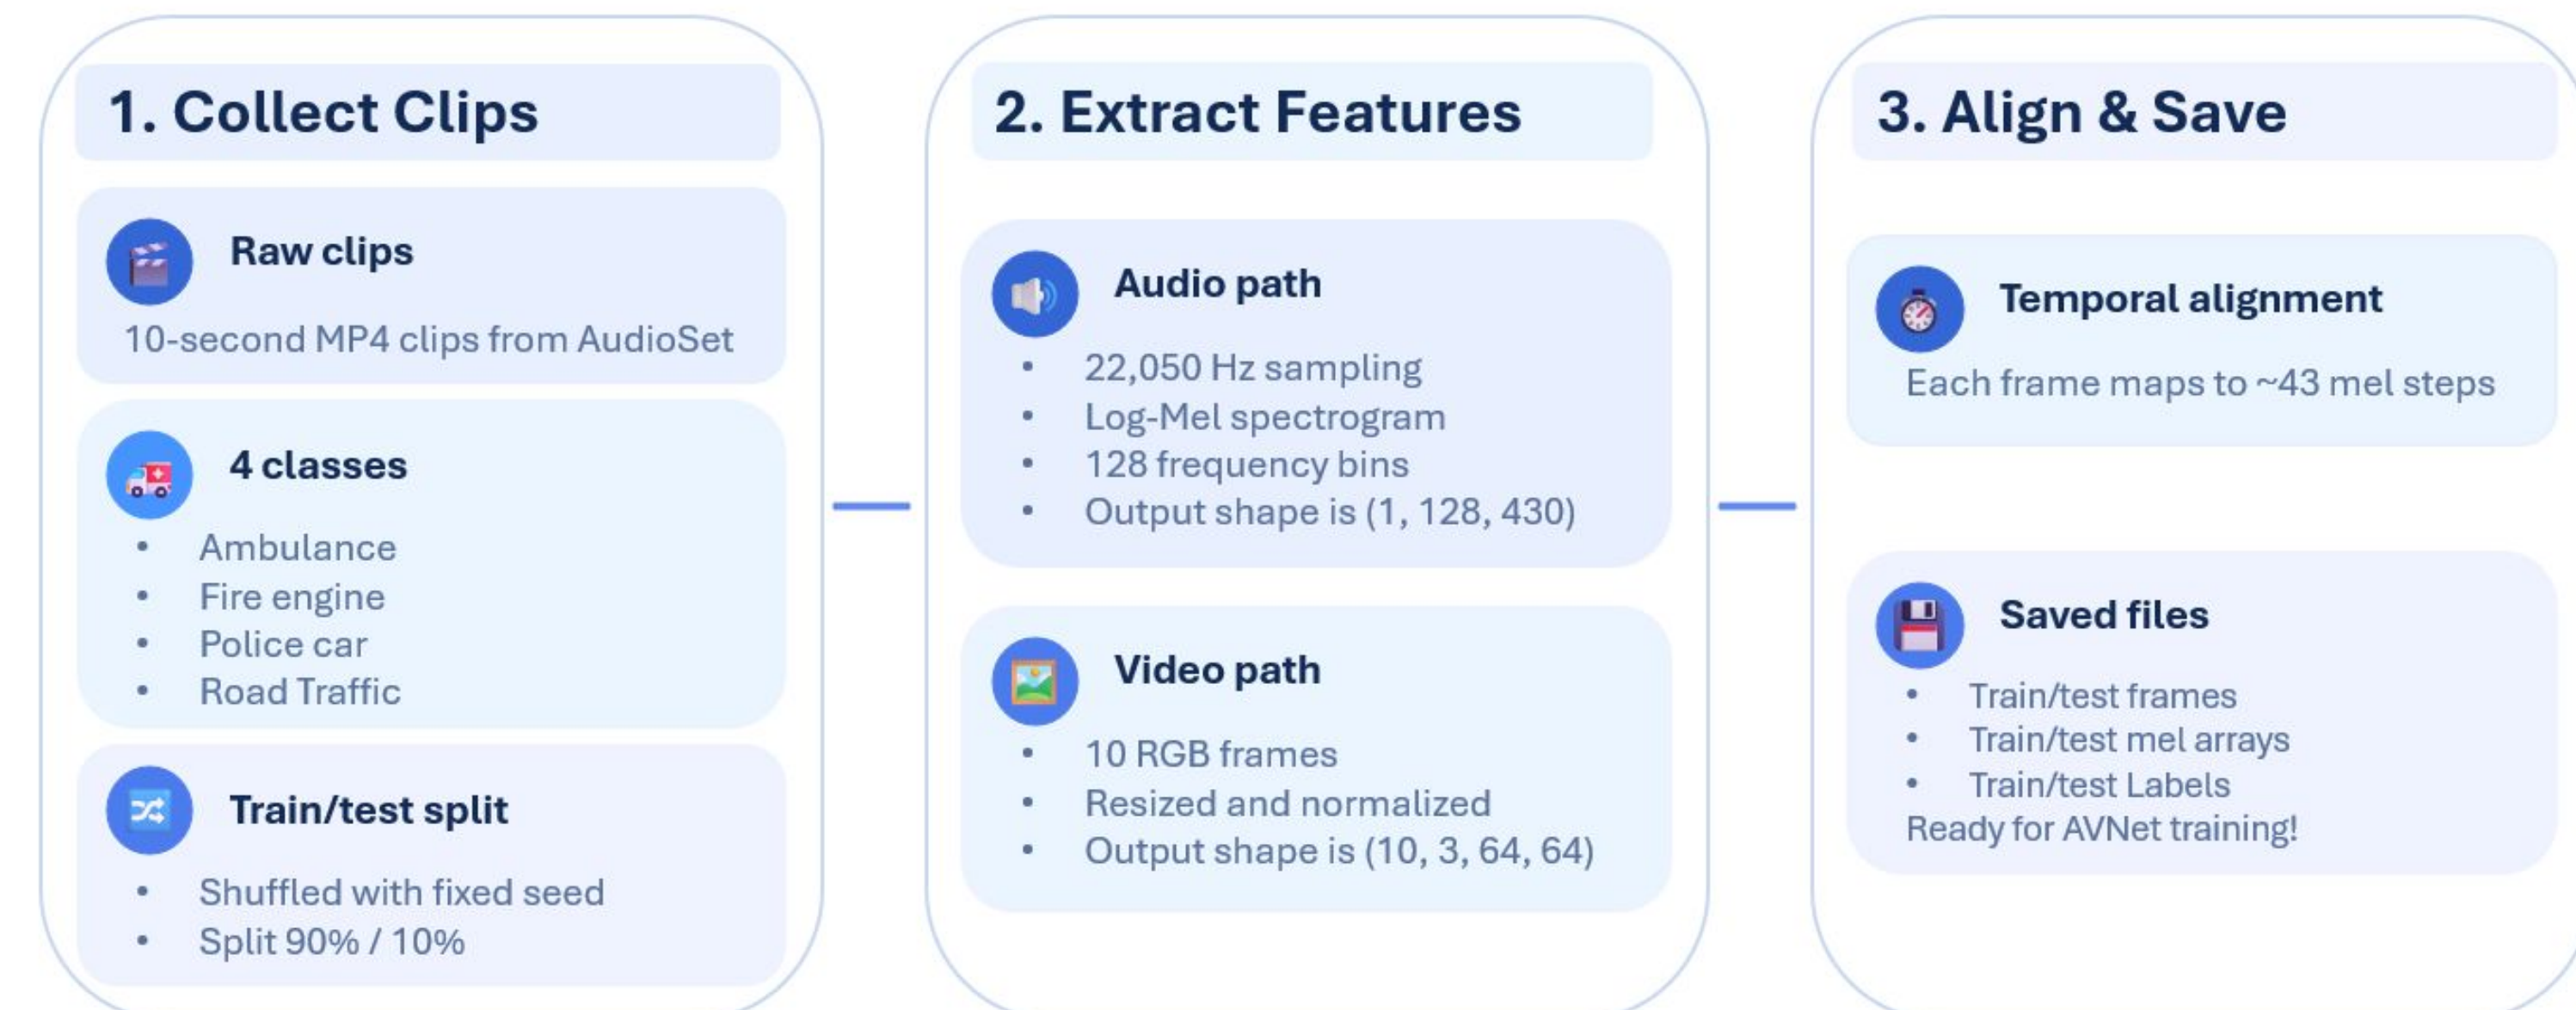 1. Collect Clips
Raw clips
10-second MP4 clips from AudioSet
4 classes
• Ambulance
• Fire engine
• Police car
• Road Traffic
Train/test split
• Shuffled with fixed seed
• Split 90% / 10%
2. Extract Features
Audio path
• 22,050 Hz sampling
• Log-Mel spectrogram
• 128 frequency bins
• Output shape is (1, 128, 430)
Video path
• 10 RGB frames
• Resized and normalized
• Output shape is (10, 3, 64, 64)
3. Align & Save
Temporal alignment
Each frame maps to ~43 mel steps
Saved files
• Train/test frames
• Train/test mel arrays
• Train/test Labels
Ready for AVNet training!